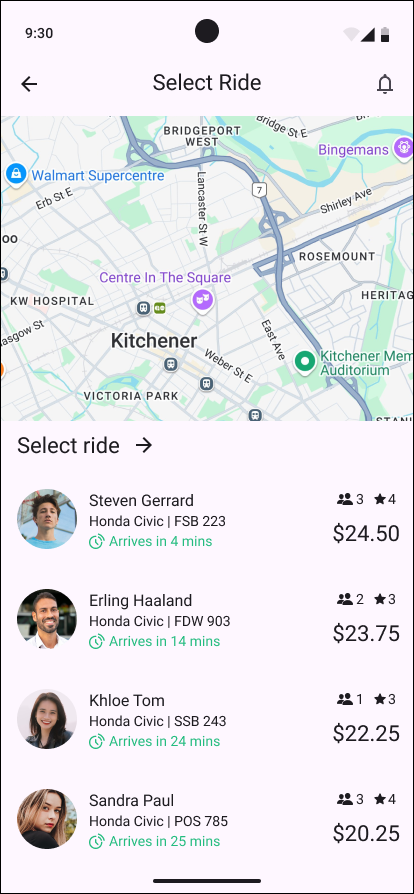 9:30
Select Ride
BRIDGEPORT
WEST
Bridge St E
Bingemans
Walmart Supercentre
Erb St E
Lancaster St W
7
Shirley Ave
oo
ROSEMOUNT
Centre In The Square
KW HOSPITAL
HERITAG
asgow St
Kitchener
East Ave
Weber St E
Kitchener Mem
Auditorium
VICTORIA PARK
STANL
Select ride
Steven Gerrard
3 4
Honda Civic | FSB 223
$24.50
Arrives in 4 mins
Erling Haaland
2 3
Honda Civic | FDW 903
$23.75
Arrives in 14 mins
Khloe Tom
1 3
Honda Civic | SSB 243
$22.25
Arrives in 24 mins
Sandra Paul
3 4
Honda Civic | POS 785
$20.25
Arrives in 25 mins